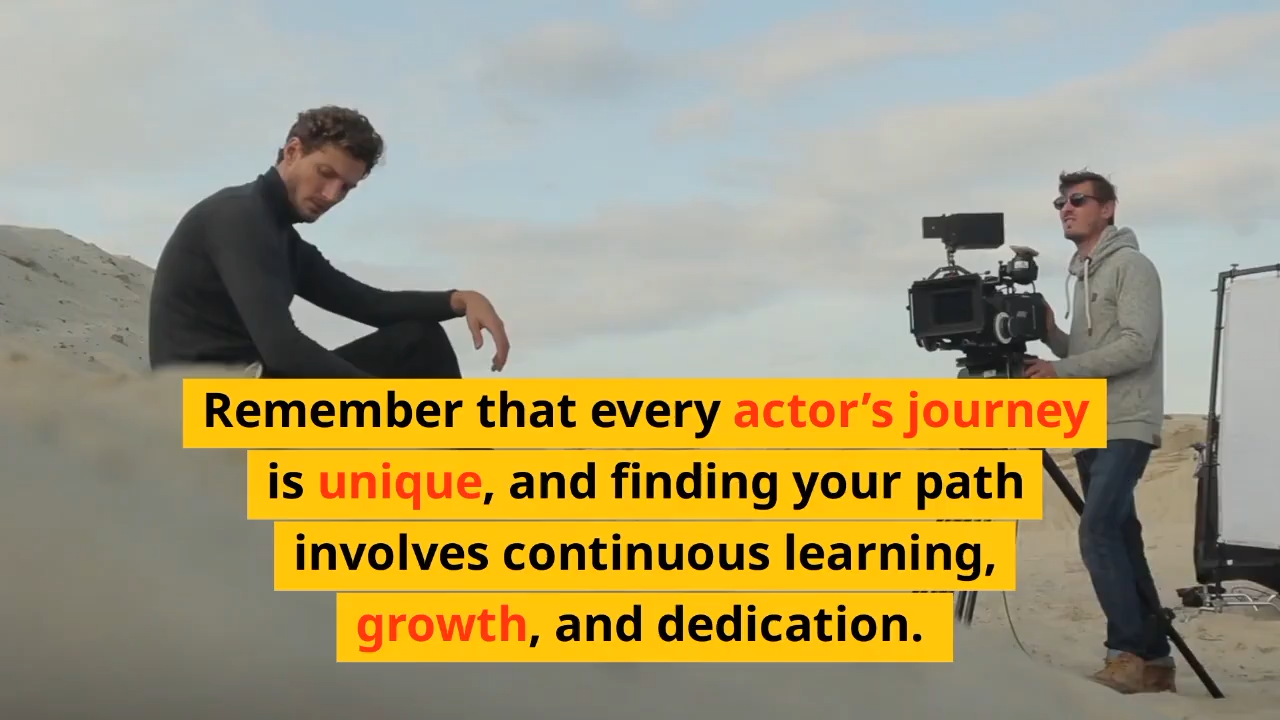 Remember that every actor’s journey
is unique, and finding your path
involves continuous learning,
growth, and dedication.